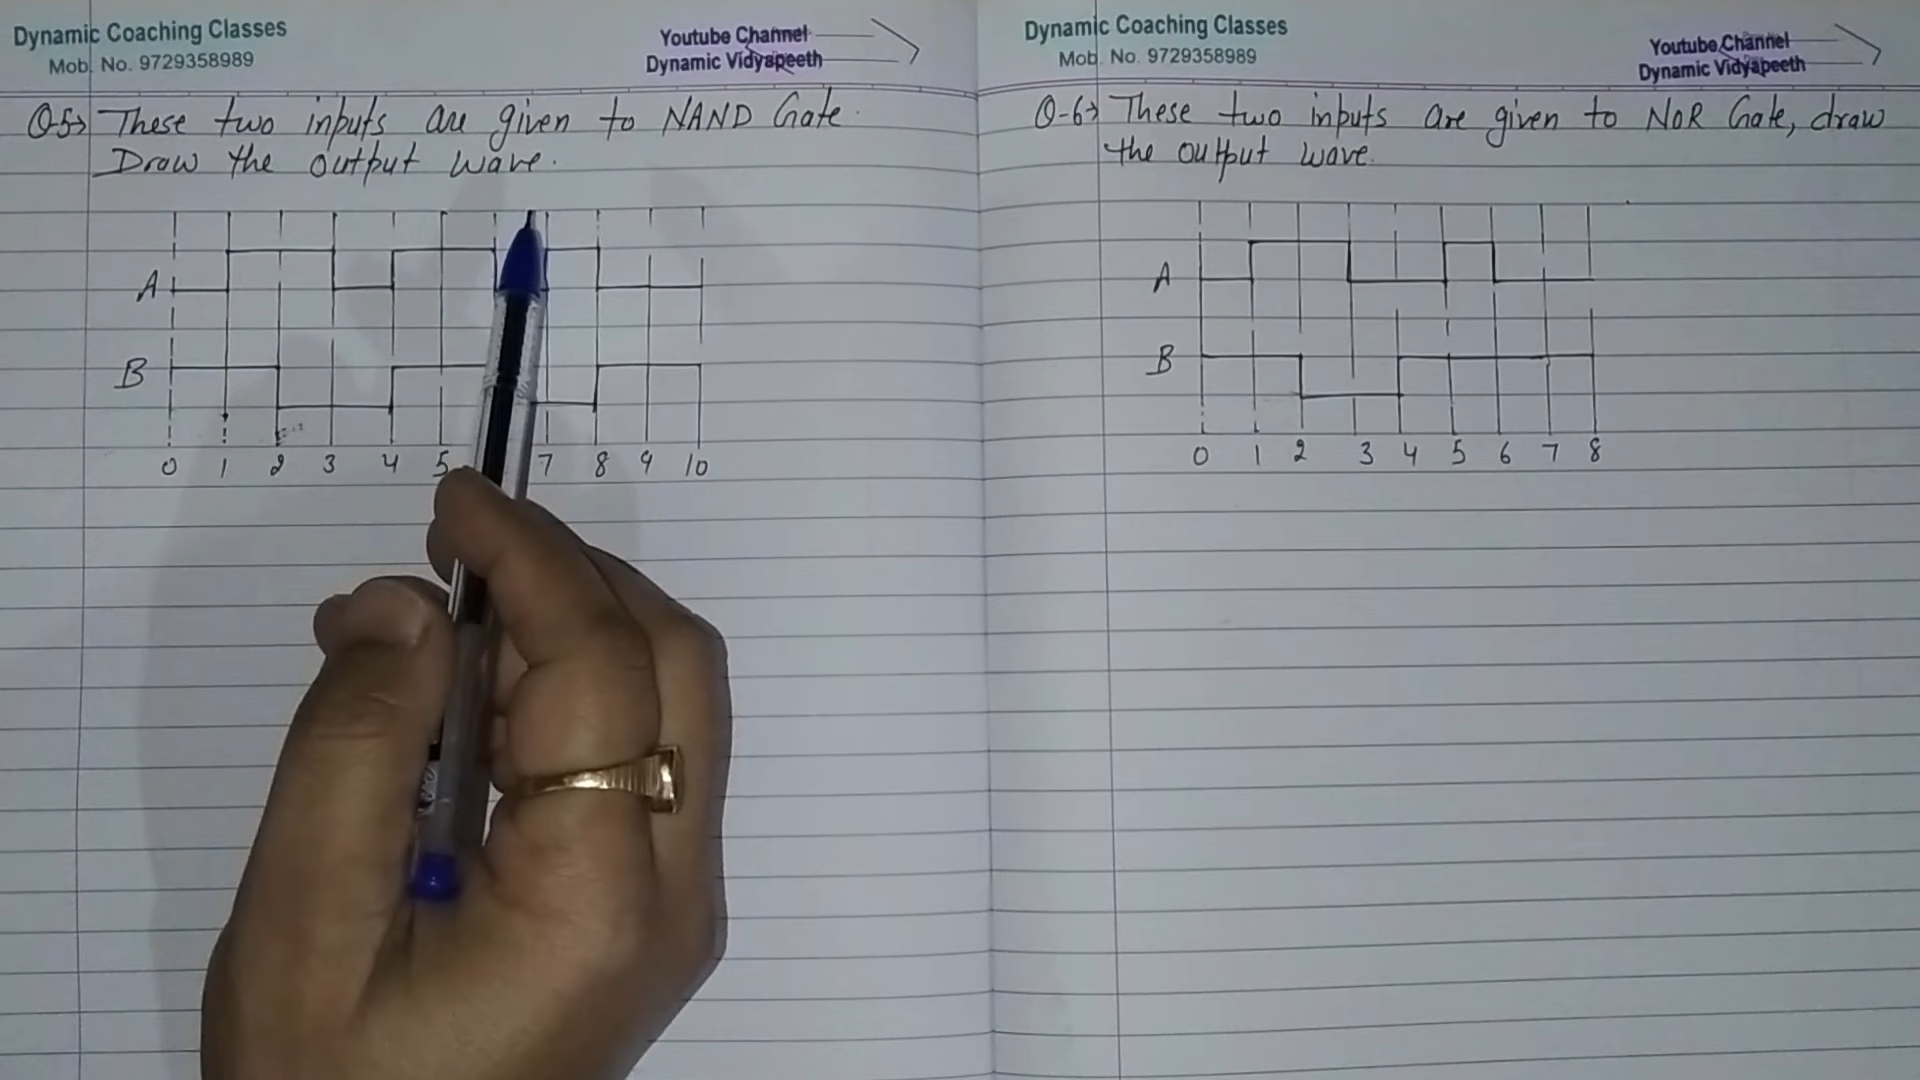 Dynamic Coaching Classes
Mob. No. 9729358989
Youtube Channel
Dynamic Vidyapeeth
Q-5→ These two inputs are given to NAND Gate.
Draw the output wave.
A
B
0 1 2 3 4 5 7 8 9 10
Dynamic Coaching Classes
Mob. No. 9729358989
Youtube Channel
Dynamic Vidyapeeth
Q-6→ These two inputs are given to NOR Gate, draw
the output wave.
A
B
0 1 2 3 4 5 6 7 8